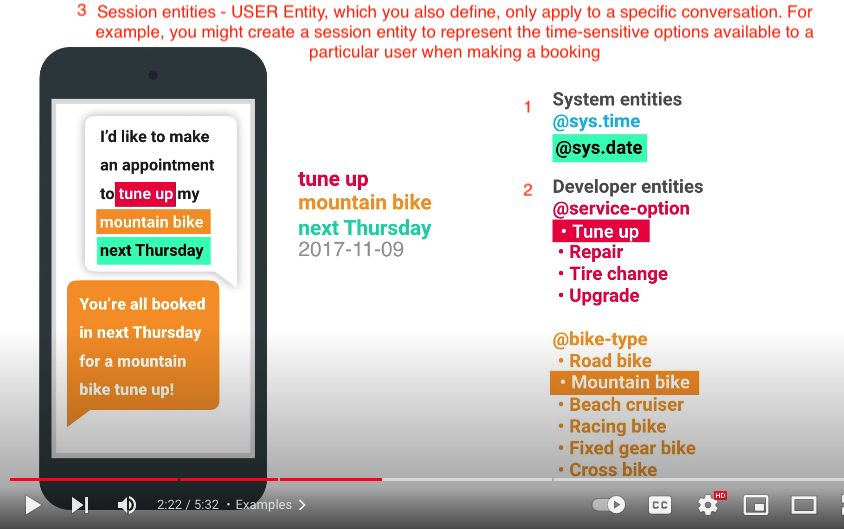 3 Session entities - USER Entity, which you also define, only apply to a specific conversation. For
example, you might create a session entity to represent the time-sensitive options available to a
particular user when making a booking
I'd like to make
an appointment
to tune up my
mountain bike
next Thursday
You're all booked
in next Thursday
for a mountain
bike tune up!
tune up
mountain bike
next Thursday
2017-11-09
1 System entities
@sys.time
@sys.date
2 Developer entities
@service-option
• Tune up
• Repair
• Tire change
• Upgrade
@bike-type
• Road bike
• Mountain bike
• Beach cruiser
• Racing bike
• Fixed gear bike
• Cross bike
2:22 / 5:32 • Examples
CC
HD